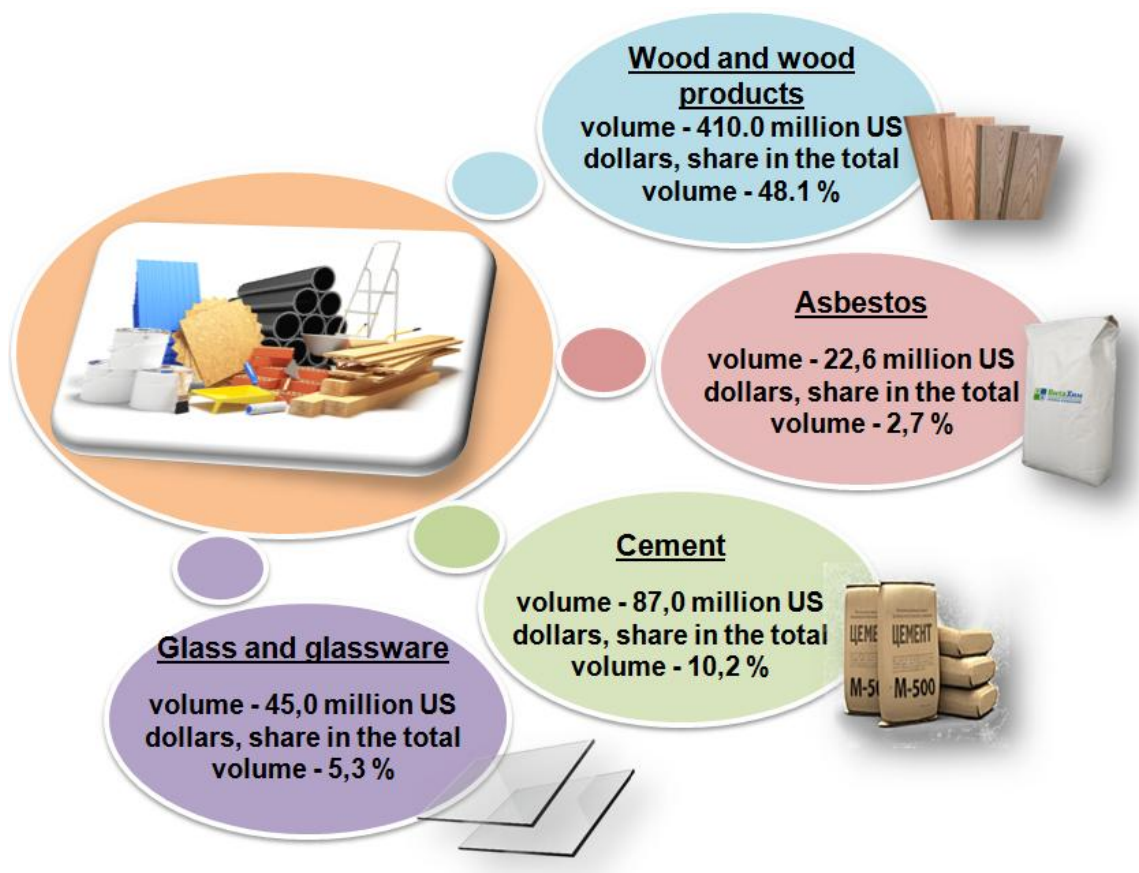 Wood and wood
products
volume - 410.0 million US
dollars, share in the total
volume - 48.1 %
Asbestos
volume - 22,6 million US
dollars, share in the total
volume - 2,7 %
Cement
volume - 87,0 million US
dollars, share in the total
volume - 10,2 %
ЦЕМЕНТ
М-500
Glass and glassware
volume - 45,0 million US
dollars, share in the total
volume - 5,3 %